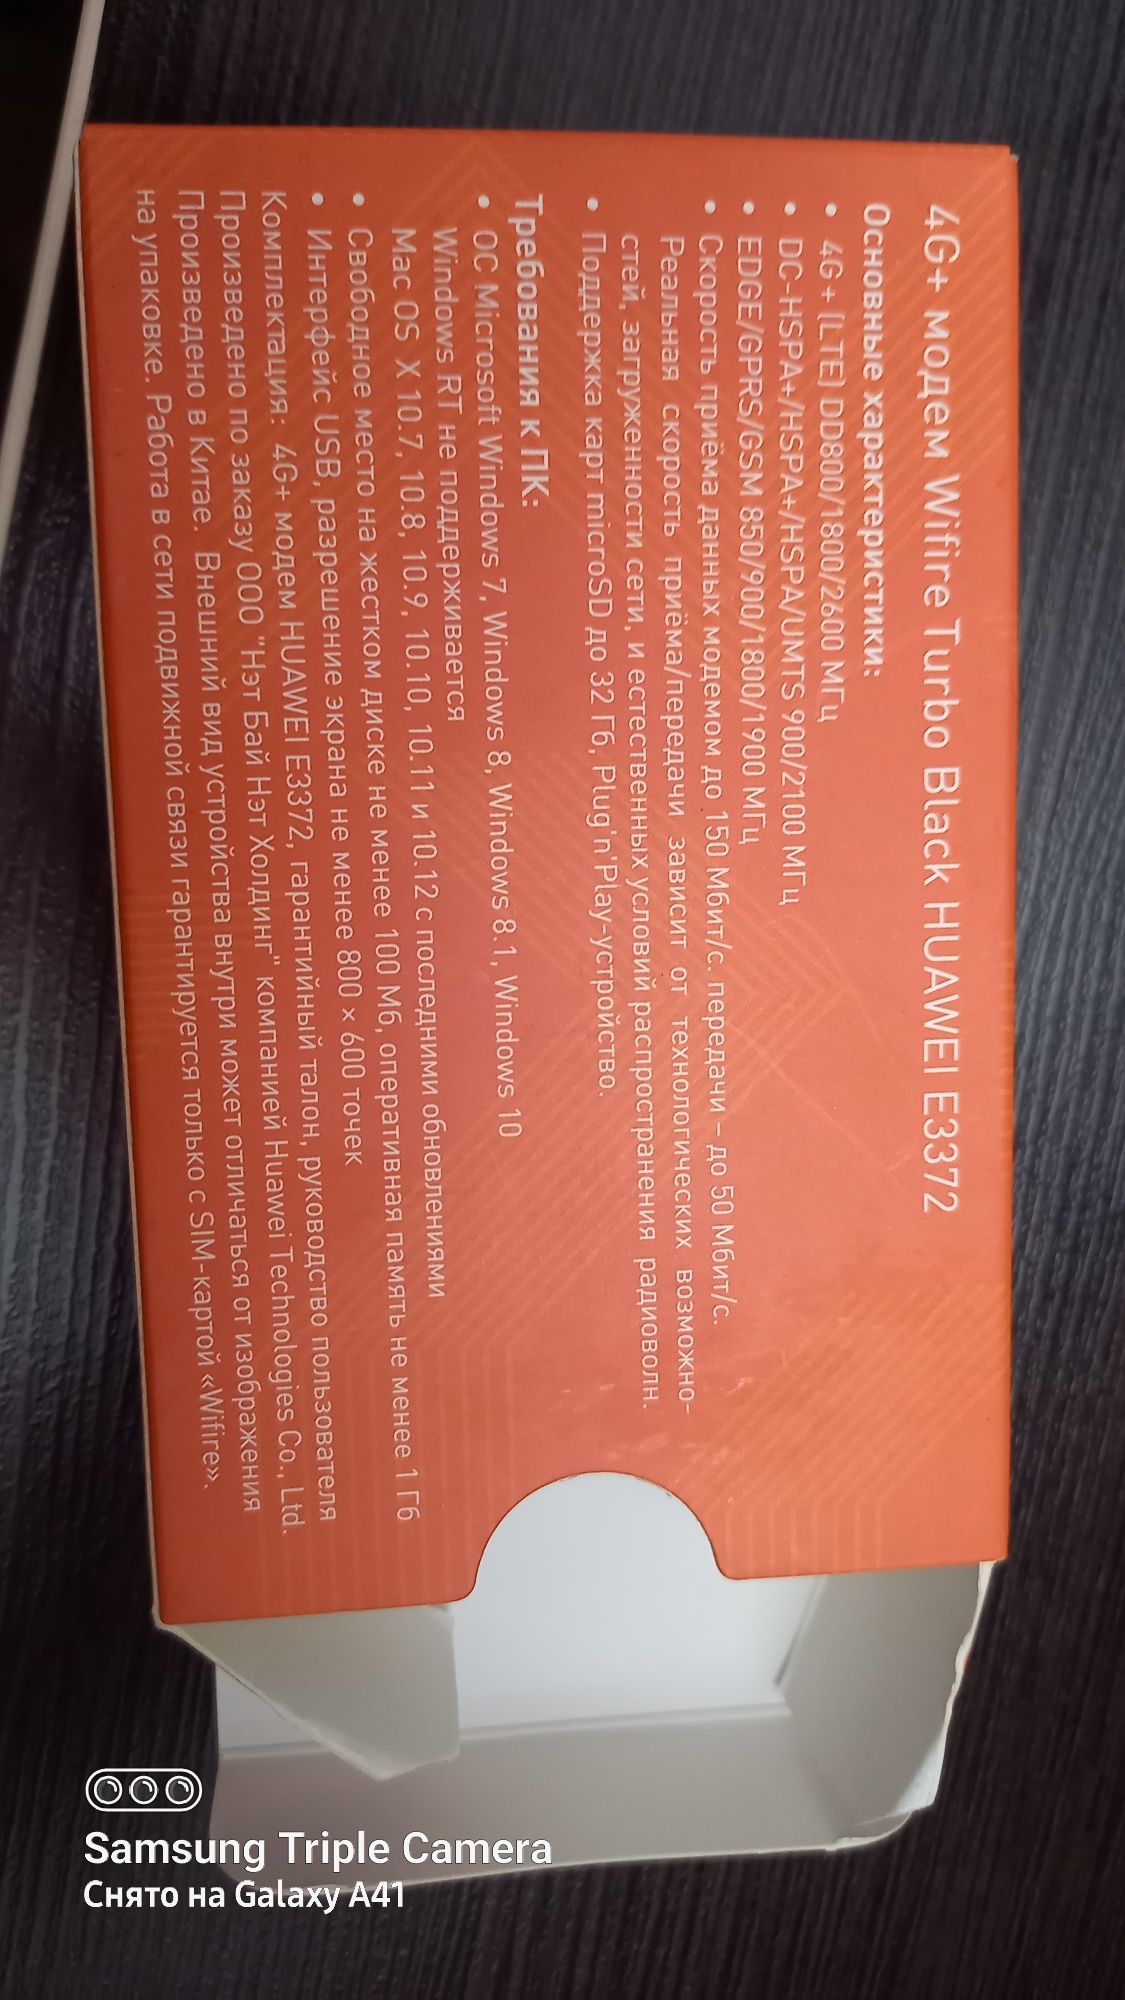 4G+ модем Wifire Turbo Black HUAWEI E3372
Основные характеристики:
• 4G+ (LTE) DD800/1800/2600 МГц
• DC-HSPA+/HSPA+/HSPA/UMTS 900/2100 МГц
• EDGE/GPRS/GSM 850/900/1800/1900 МГц
• Скорость приёма данных модемом до 150 Мбит/с. передачи – до 50 Мбит/с.
Реальная скорость приёма/передачи зависит от технологических возможно-
стей, загруженности сети, и естественных условий распространения радиоволн.
• Поддержка карт microSD до 32 Гб, Plug'n'Play-устройство.
Требования к ПК:
• ОС Microsoft Windows 7, Windows 8, Windows 8.1, Windows 10
Windows RT не поддерживается
Mac OS X 10.7, 10.8, 10.9, 10.10, 10.11 и 10.12 с последними обновлениями
• Свободное место на жестком диске не менее 100 Мб, оперативная память не менее 1 Гб
• Интерфейс USB, разрешение экрана не менее 800 × 600 точек
Комплектация: 4G+ модем HUAWEI E3372, гарантийный талон, руководство пользователя
Произведено по заказу ООО "Нэт Бай Нэт Холдинг" компанией Huawei Technologies Co., Ltd.
Произведено в Китае. Внешний вид устройства внутри может отличаться от изображения
на упаковке. Работа в сети подвижной связи гарантируется только с SIM-картой «Wifire».
Samsung Triple Camera
Снято на Galaxy A41